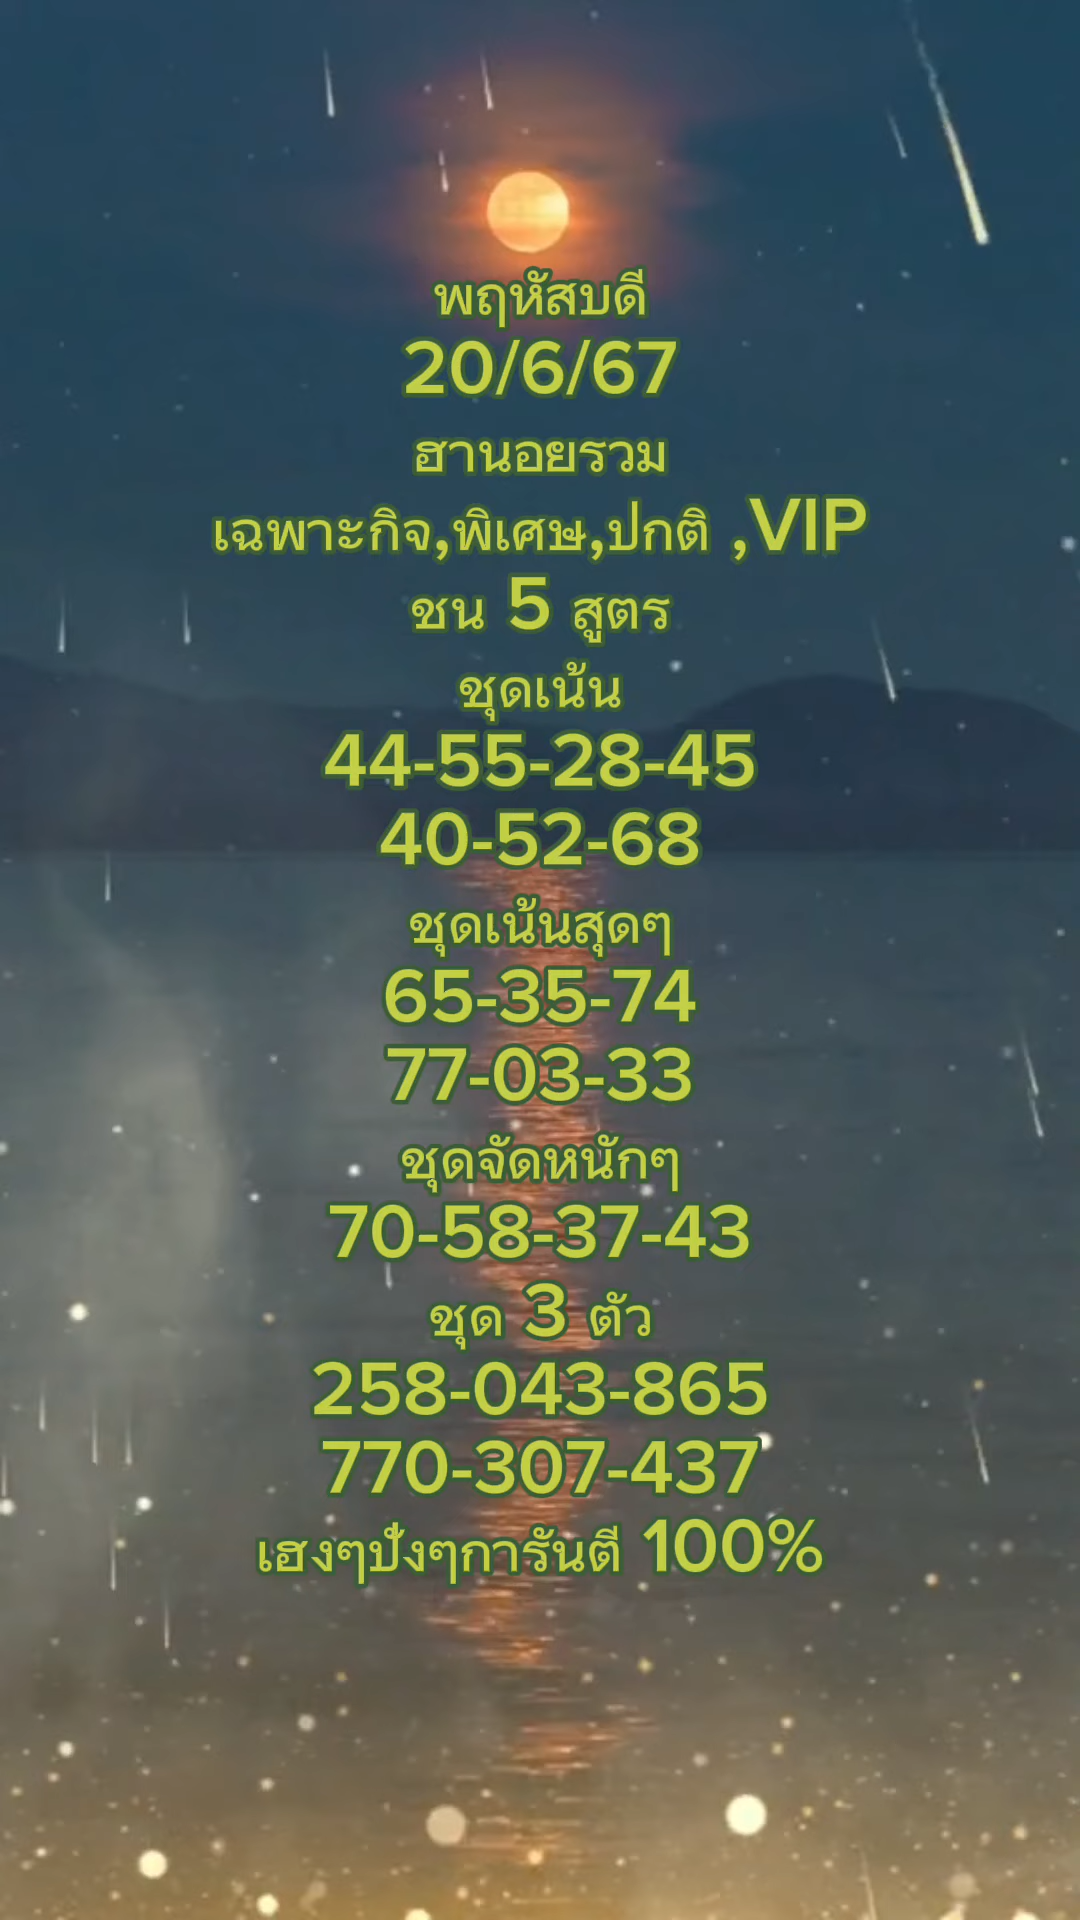 พฤหัสบดี
20/6/67
ฮานอยรวม
เฉพาะกิจ,พิเศษ,ปกติ ,VIP
ชน 5 สูตร
ชุดเน้น
44-55-28-45
40-52-68
ชุดเน้นสุดๆ
65-35-74
77-03-33
ชุดจัดหนักๆ
70-58-37-43
ชุด 3 ตัว
258-043-865
770-307-437
เฮงๆปังๆการันตี 100%